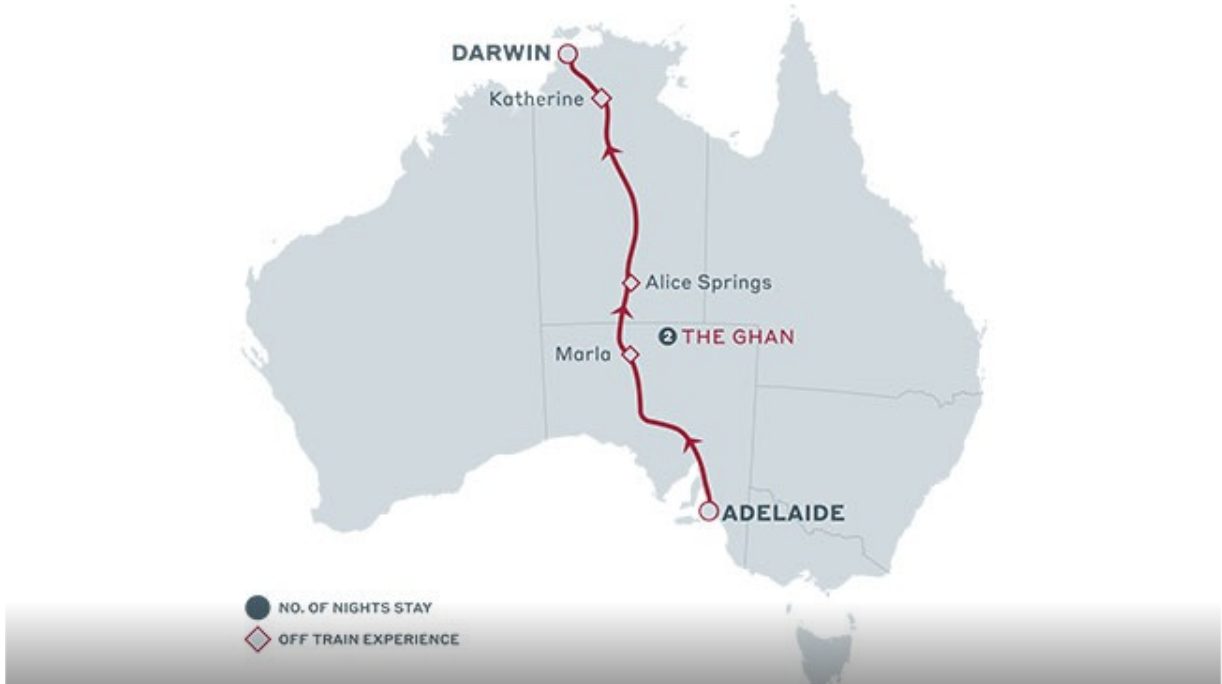 DARWIN
Katherine
Alice Springs
2 THE GHAN
Marla
ADELAIDE
NO. OF NIGHTS STAY
OFF TRAIN EXPERIENCE